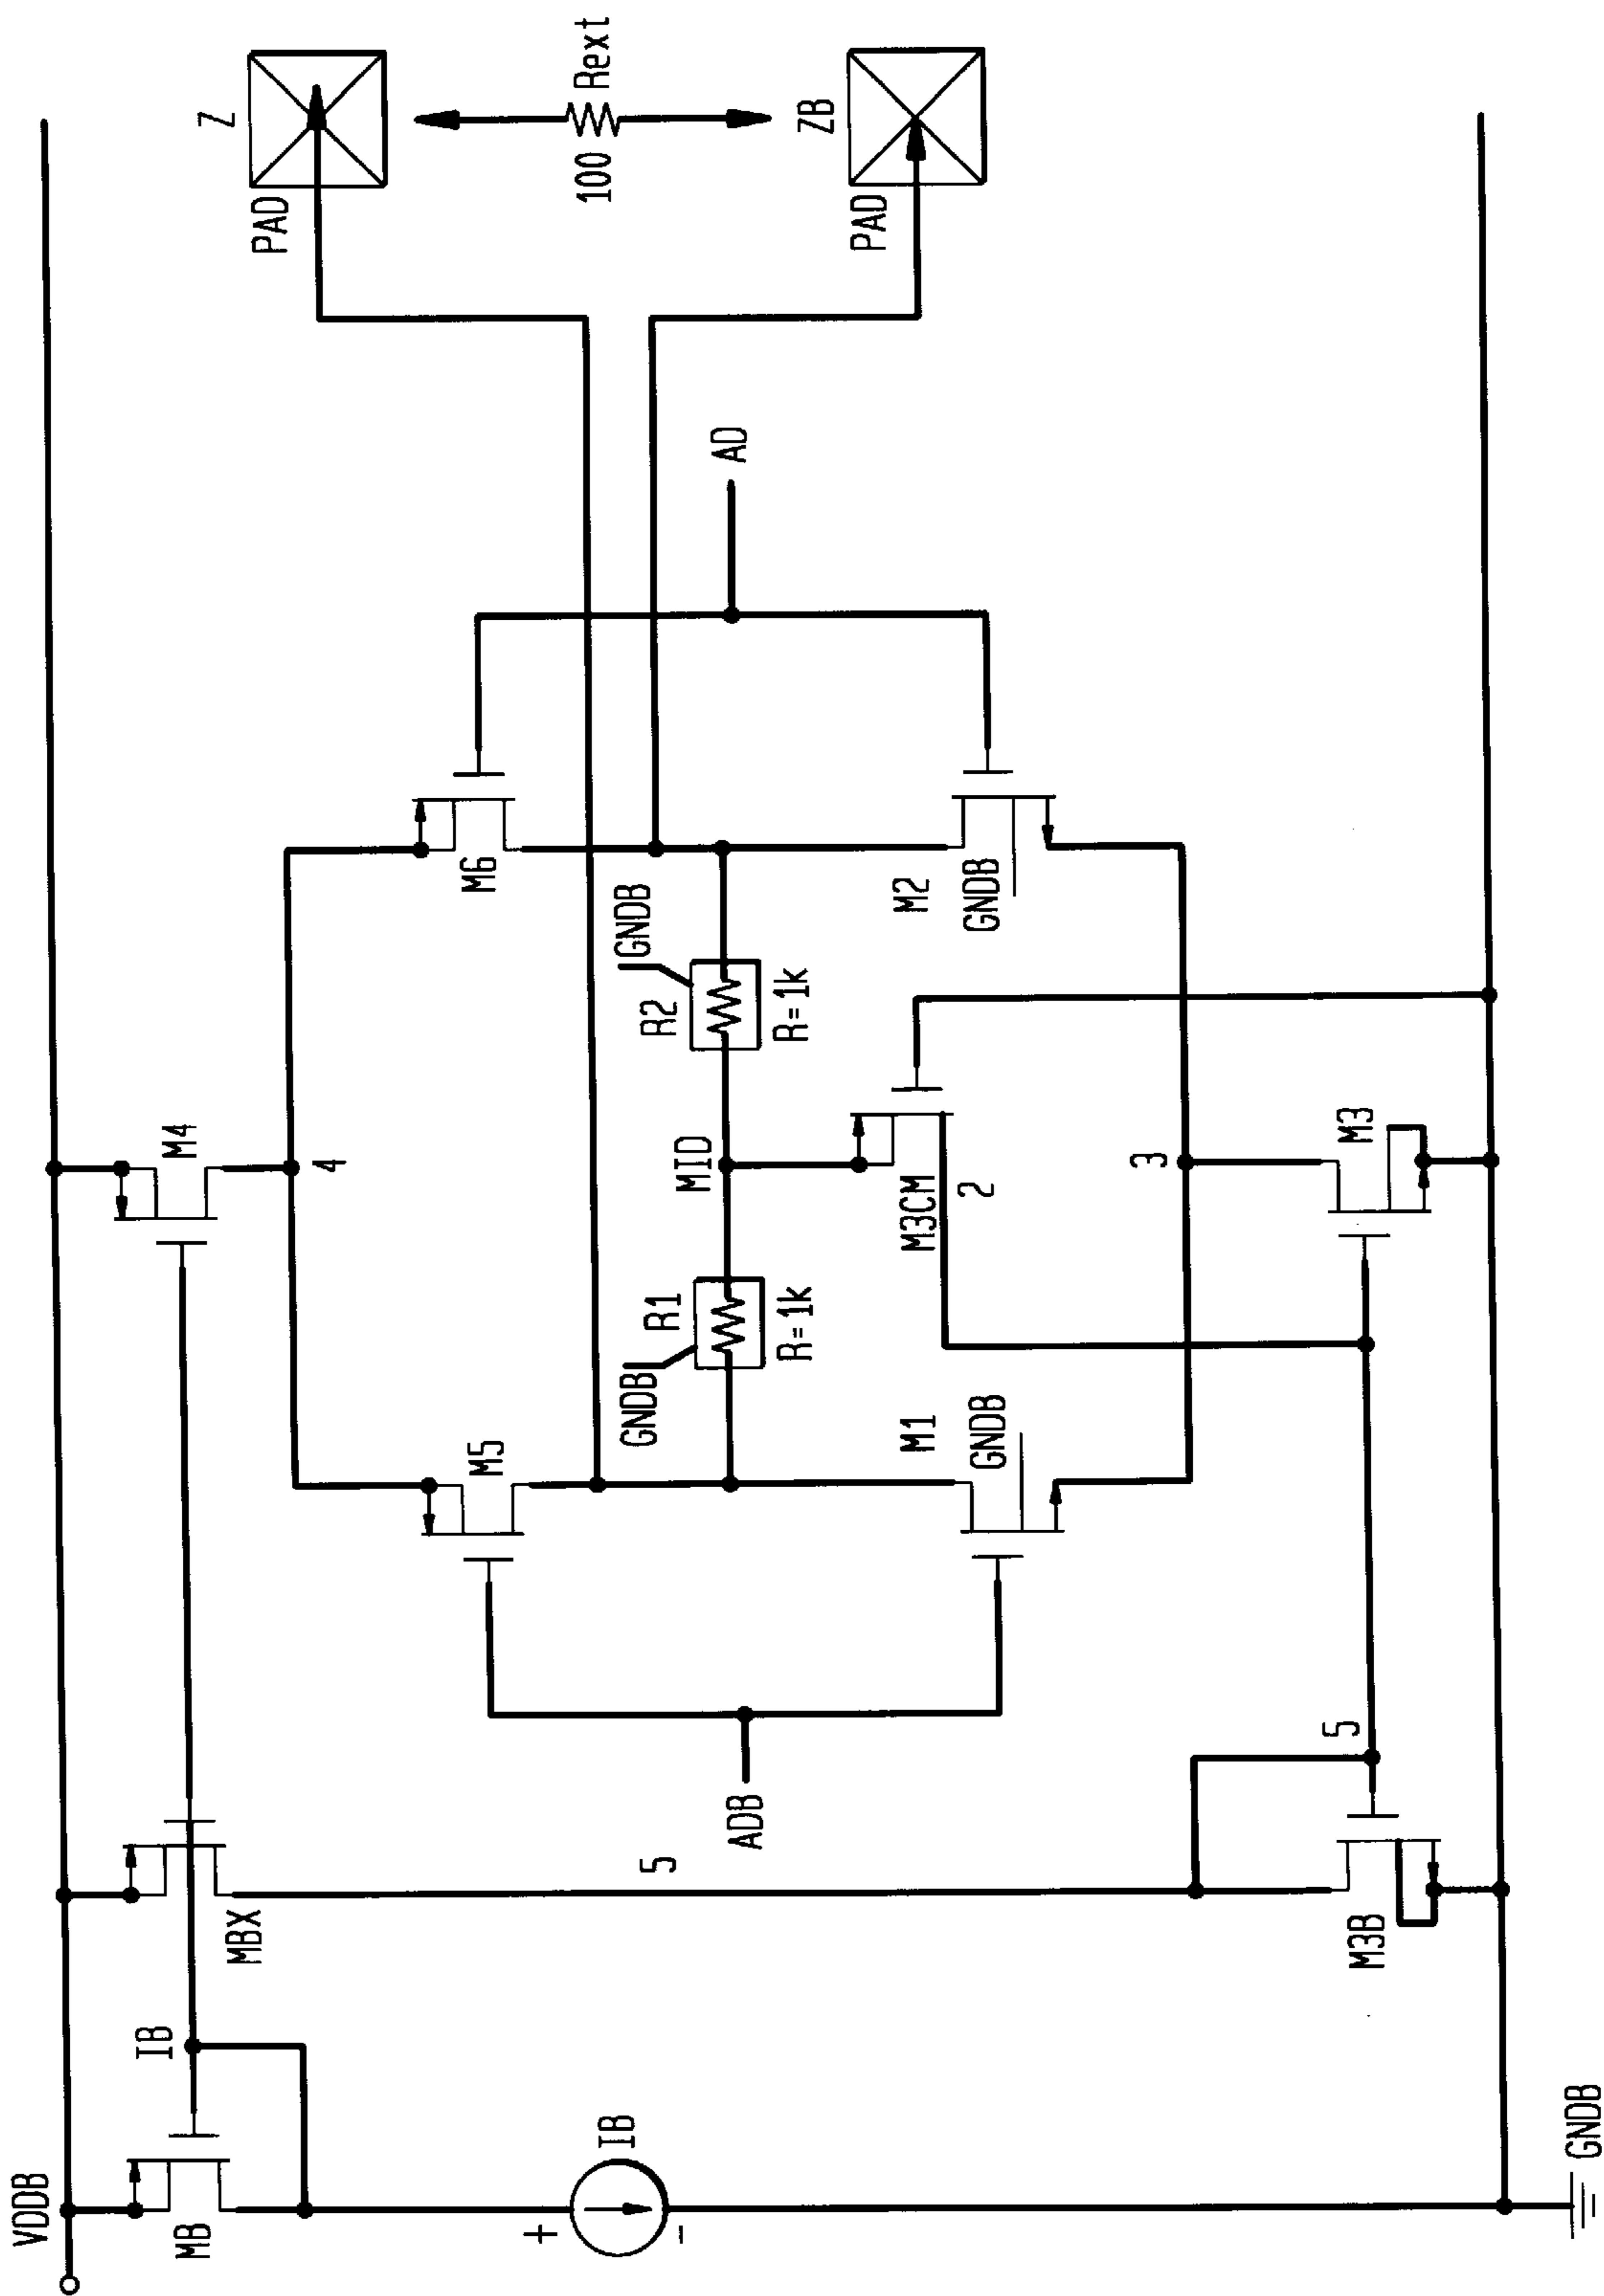 VDDB
MB
IB
MBX
M4
4
IB
+
-
5
M5
M6
Z
PAD
100 Rext
ZB
PAD
ADB
AD
GNDB
R1
R=1k
MID
GNDB
R2
R=1k
M1
GNDB
M3CM
2
M2
GNDB
3
5
M3B
M3
GNDB